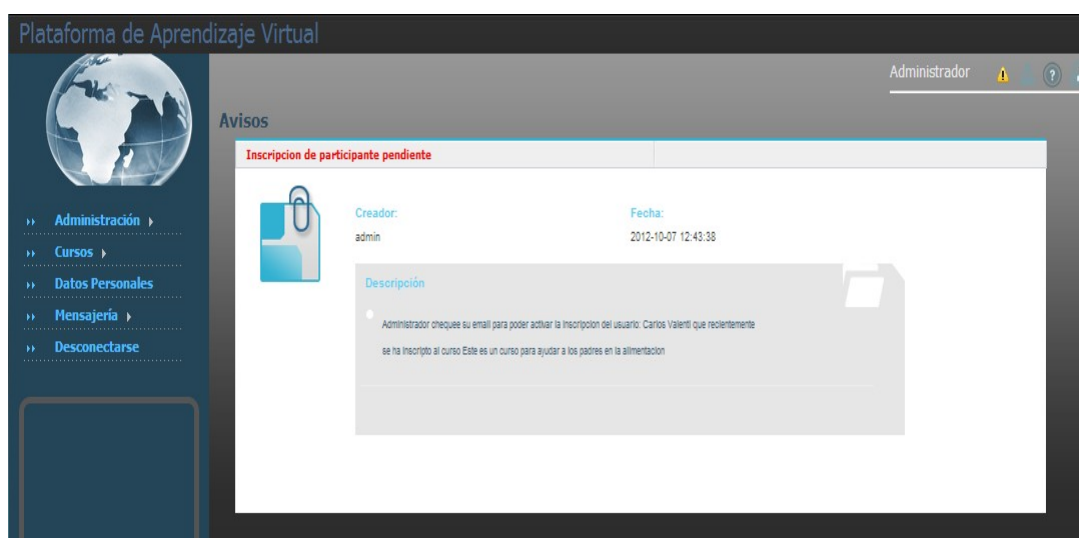 Plataforma de Aprendizaje Virtual
Administrador
Avisos
Inscripcion de participante pendiente
Administración
Cursos
Datos Personales
Mensajería
Desconectarse
Creador:
admin
Fecha:
2012-10-07 12:43:38
Descripción
Administrador chequee su email para poder activar la inscripcion del usuario: Carlos Valenti que recientemente
se ha inscripto al curso Este es un curso para ayudar a los padres en la alimentacion